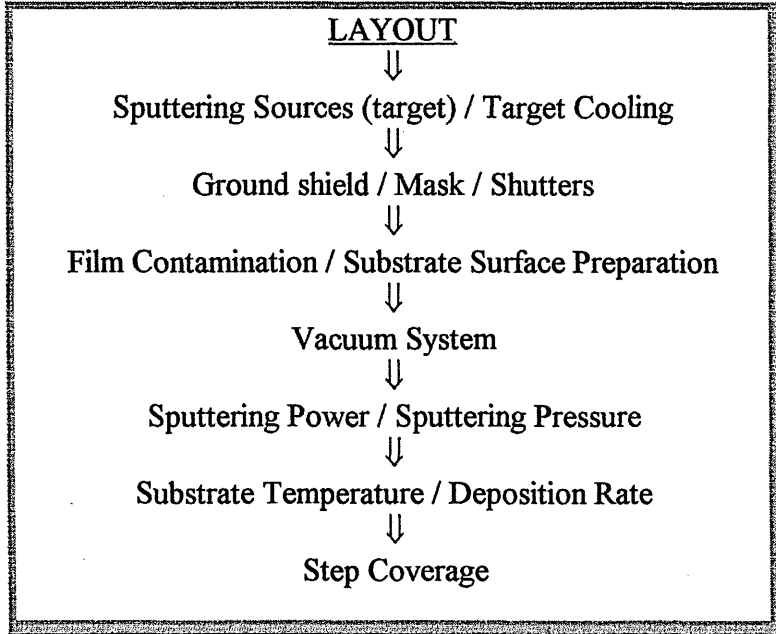 LAYOUT
⇓
Sputtering Sources (target) / Target Cooling
⇓
Ground shield / Mask / Shutters
⇓
Film Contamination / Substrate Surface Preparation
⇓
Vacuum System
⇓
Sputtering Power / Sputtering Pressure
⇓
Substrate Temperature / Deposition Rate
⇓
Step Coverage